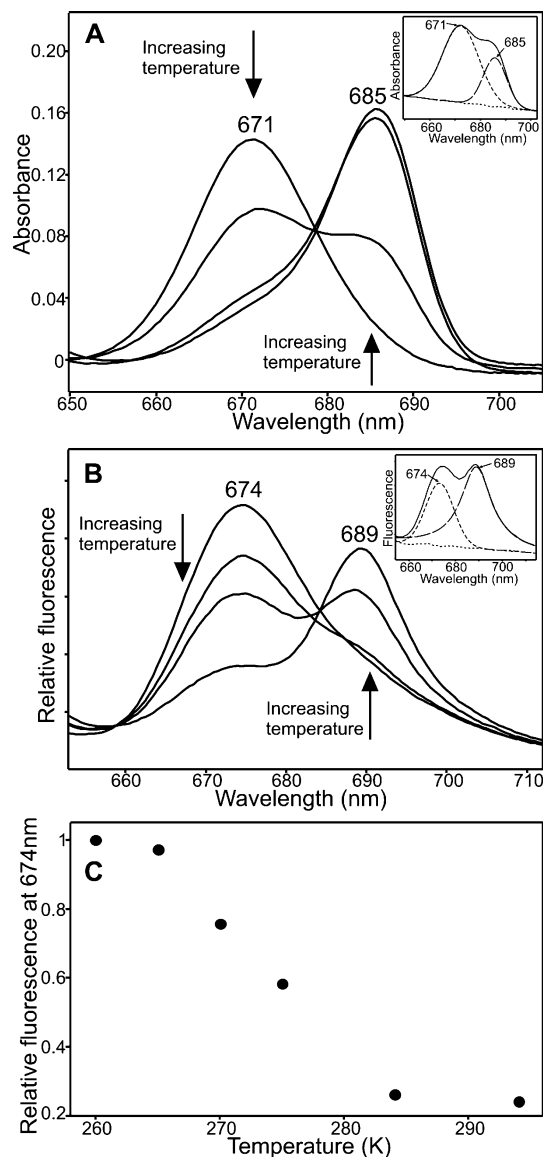 A
Increasing
temperature
671
685
0.20
0.16
0.12
0.08
0.04
0
Absorbance
Increasing
temperature
650
660
670
680
690
700
Wavelength (nm)
671
685
Absorbance
660
680
702
Wavelength (nm)
B
Increasing
temperature
674
689
Relative fluorescence
Increasing
temperature
660
670
680
690
700
710
Wavelength (nm)
674
689
Fluorescence
660
680
700
Wavelength (nm)
C
1
0.8
0.6
0.4
0.2
Relative fluorescence at 674nm
260
270
280
290
Temperature (K)